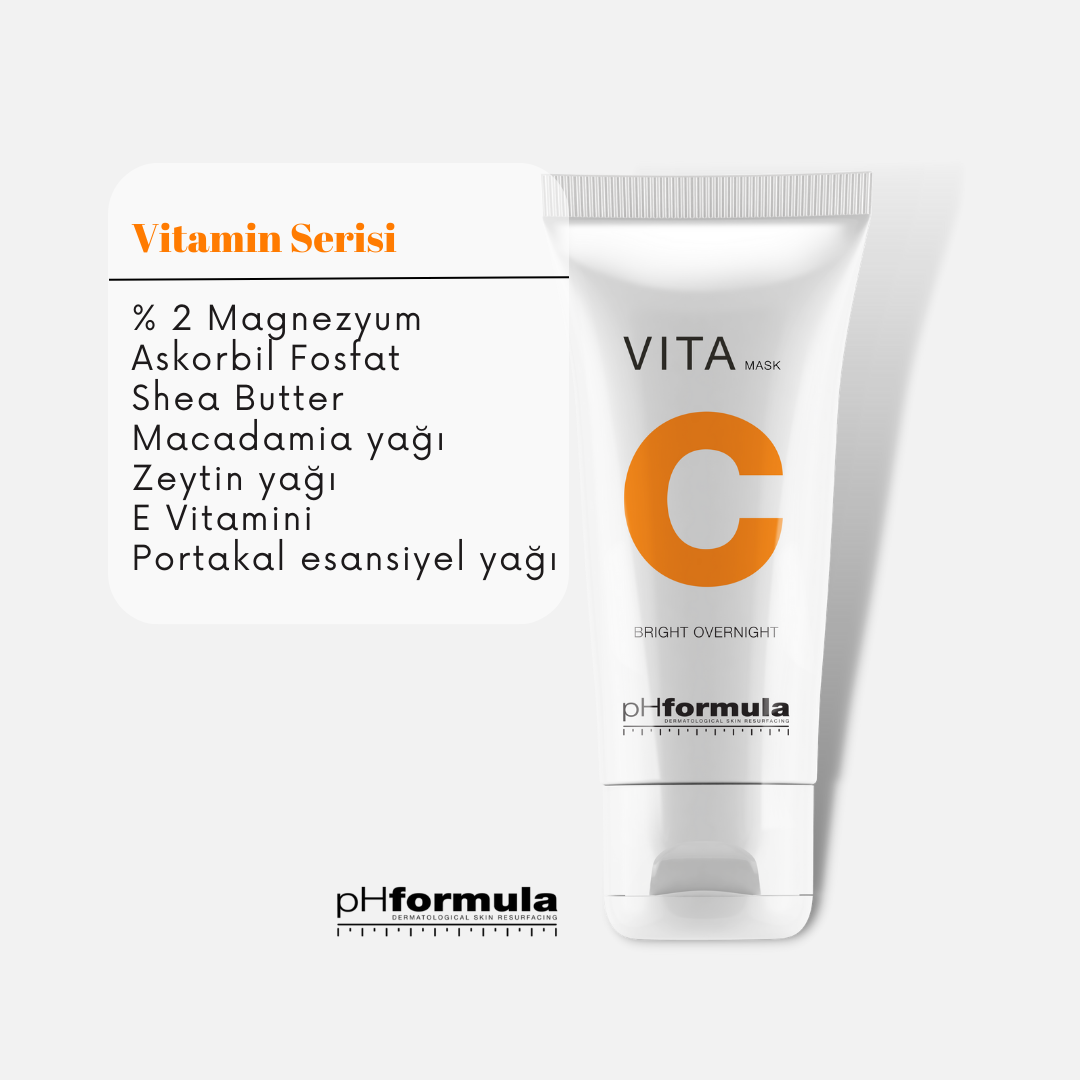 Vitamin Serisi
% 2 Magnezyum
Askorbil Fosfat
Shea Butter
Macadamia yağı
Zeytin yağı
E Vitamini
Portakal esansiyel yağı
VITA MASK
C
BRIGHT OVERNIGHT
pHformula
DERMATOLOGICAL SKIN RESURFACING
pHformula
DERMATOLOGICAL SKIN RESURFACING